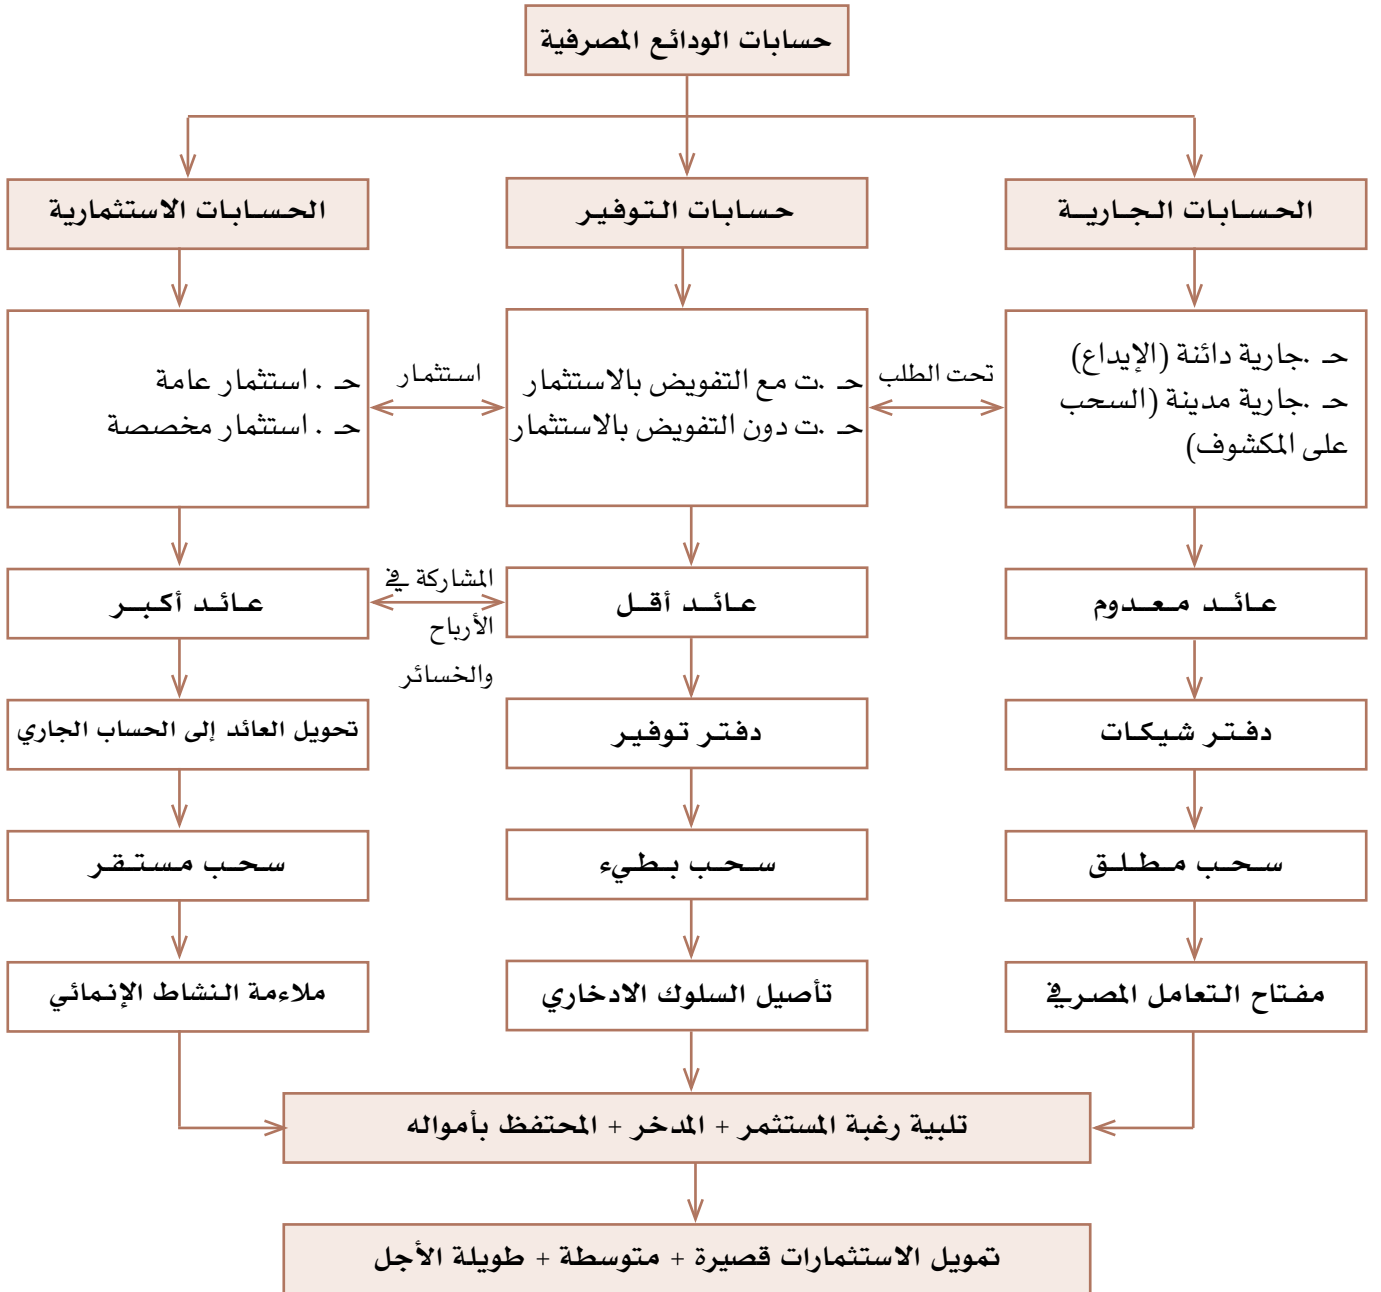 حسابات الودائع المصرفية
الحسابات الجارية
حسابات التوفير
الحسابات الاستثمارية
حـ .جارية دائنة (الإيداع)
حـ .جارية مدينة (السحب
على المكشوف)
تحت الطلب
حـ .ت مع التفويض بالاستثمار
حـ .ت دون التفويض بالاستثمار
استثمار
حـ . استثمار عامة
حـ . استثمار مخصصة
عائد معدوم
عائد أقل
المشاركة في
الأرباح
والخسائر
عائد أكبر
دفتر شيكات
دفتر توفير
تحويل العائد إلى الحساب الجاري
سحب مطلق
سحب بطيء
سحب مستقر
مفتاح التعامل المصرفي
تأصيل السلوك الادخاري
ملاءمة النشاط الإنمائي
تلبية رغبة المستثمر + المدخر + المحتفظ بأمواله
تمويل الاستثمارات قصيرة + متوسطة + طويلة الأجل